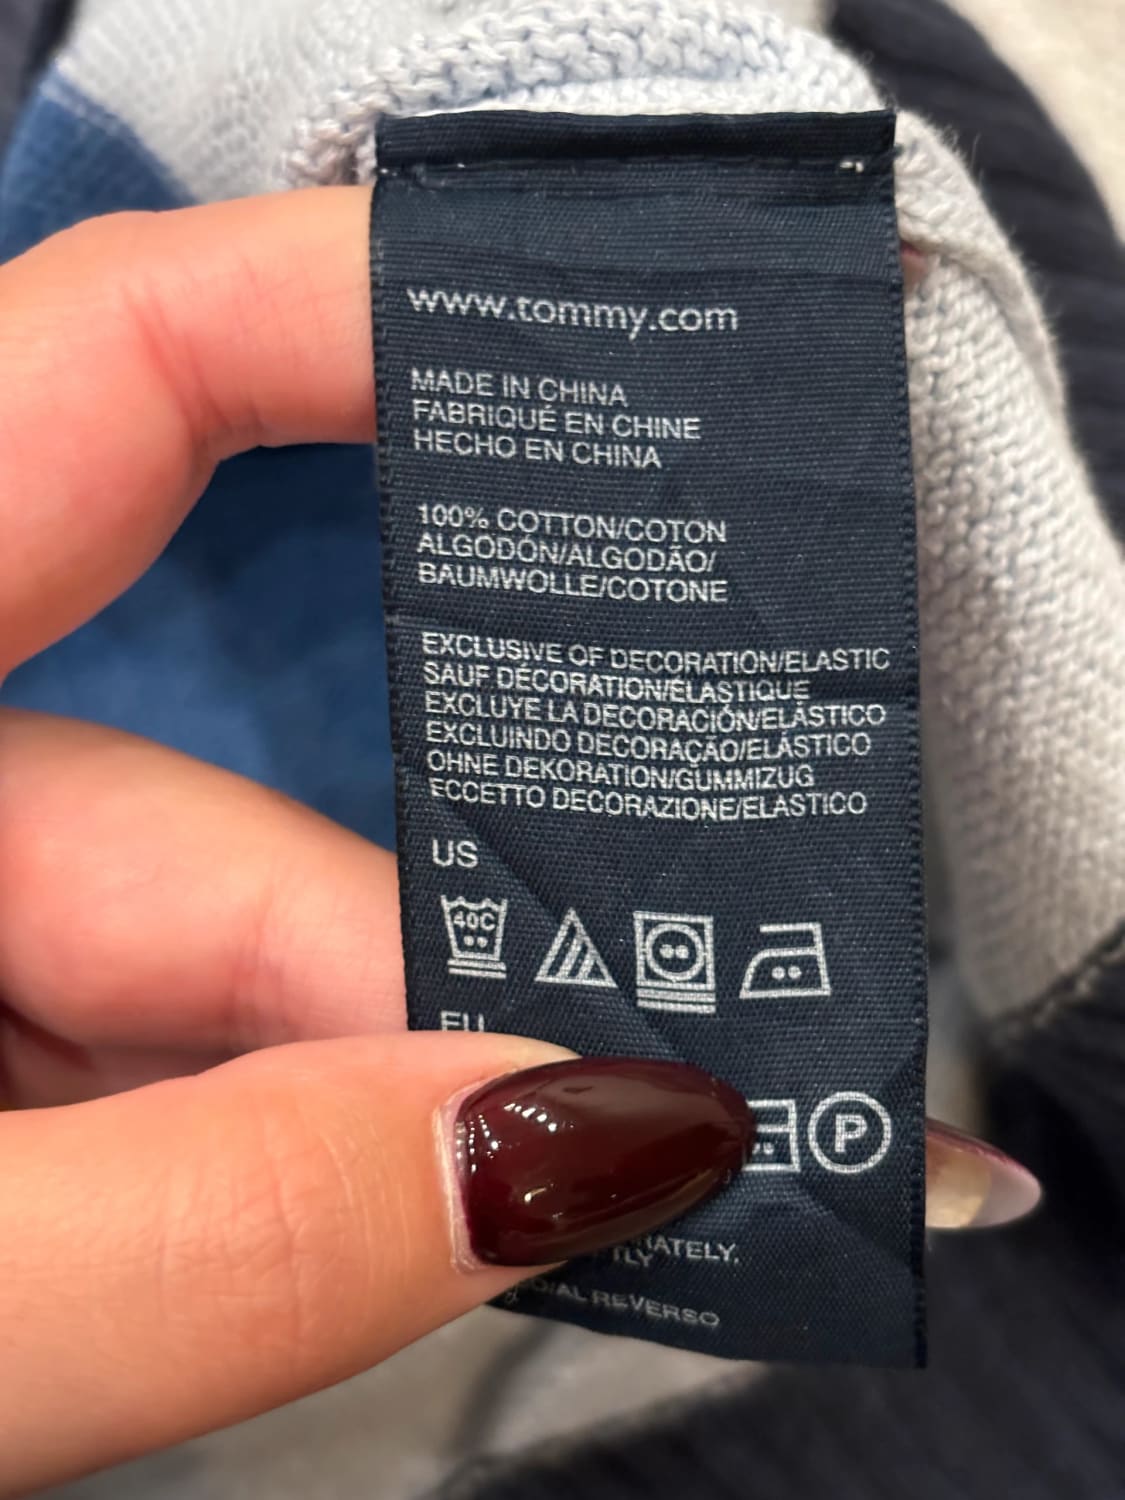 www.tommy.com
MADE IN CHINA
FABRIQUÉ EN CHINE
HECHO EN CHINA
100% COTTON/COTON
ALGODÓN/ALGODÃO/
BAUMWOLLE/COTONE
EXCLUSIVE OF DECORATION/ELASTIC
SAUF DÉCORATION/ÉLASTIQUE
EXCLUYE LA DECORACIÓN/ELÁSTICO
EXCLUINDO DECORAÇÃO/ELÁSTICO
OHNE DEKORATION/GUMMIZUG
ECCETTO DECORAZIONE/ELASTICO
US
40C
EU
P
REVERSO